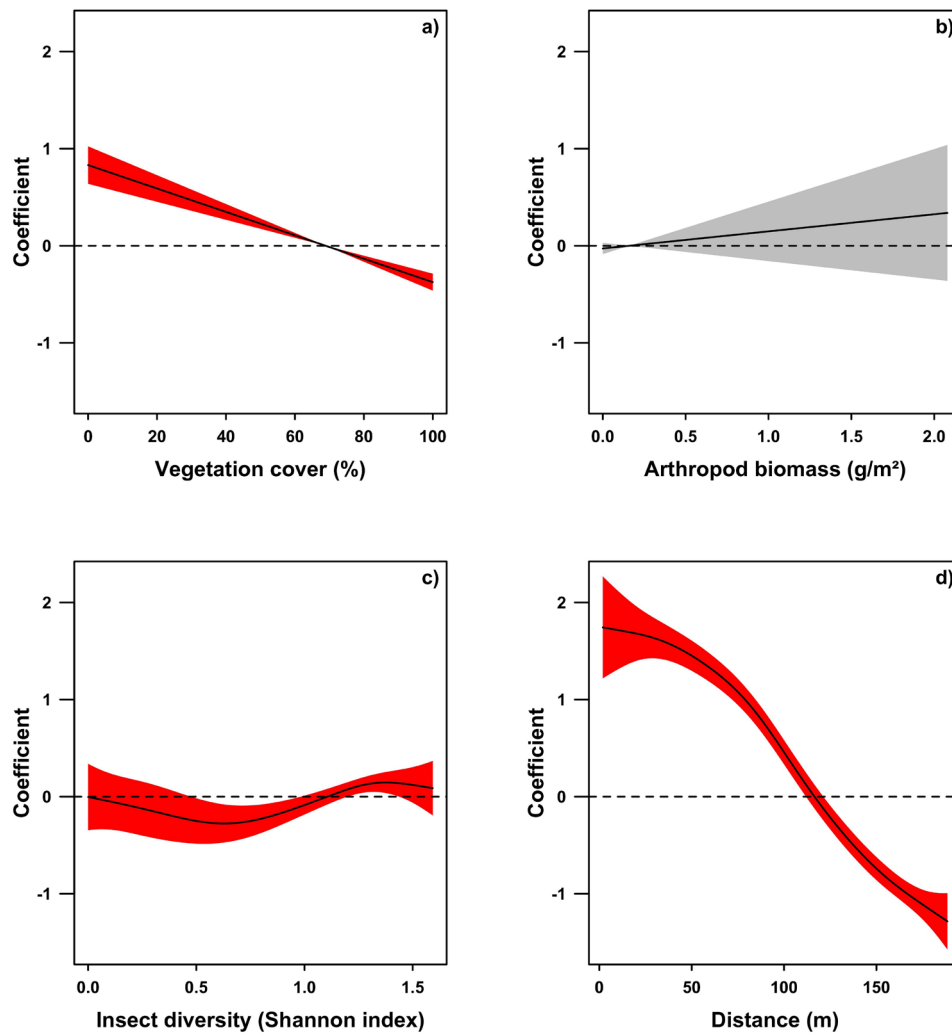 a)
2
1
0
-1
Coefficient
0 20 40 60 80 100
Vegetation cover (%)
b)
2
1
0
-1
Coefficient
0.0 0.5 1.0 1.5 2.0
Arthropod biomass (g/m²)
c)
2
1
0
-1
Coefficient
0.0 0.5 1.0 1.5
Insect diversity (Shannon index)
d)
2
1
0
-1
Coefficient
0 50 100 150
Distance (m)